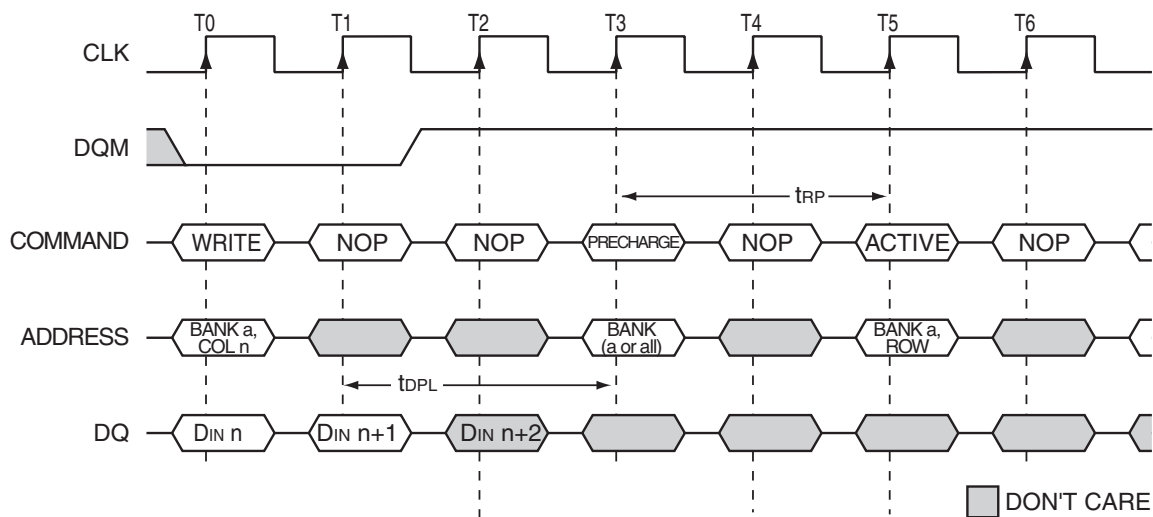 T0 T1 T2 T3 T4 T5 T6
CLK
DQM
tRP
COMMAND WRITE NOP NOP PRECHARGE NOP ACTIVE NOP
ADDRESS BANK a, COL n BANK (a or all) BANK a, ROW
tDPL
DQ DIN n DIN n+1 DIN n+2
DON'T CARE